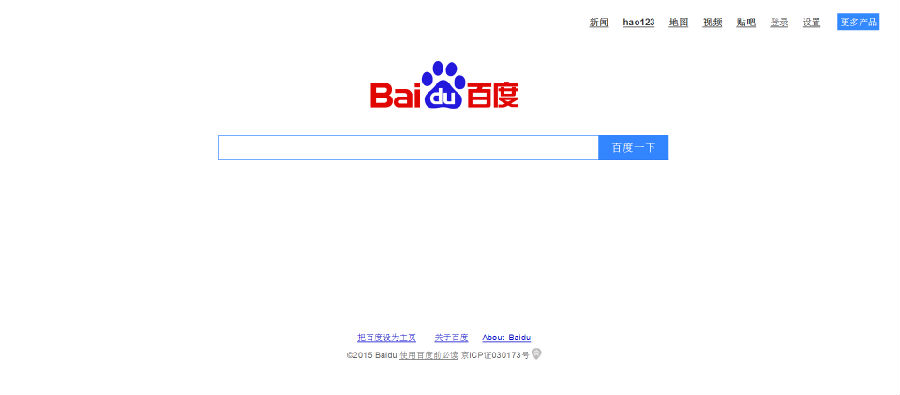 新闻 hao123 地图 视频 贴吧 登录 设置 更多产品
Bai du 百度
百度一下
把百度设为主页 关于百度 About Baidu
©2015 Baidu 使用百度前必读 京ICP证030173号